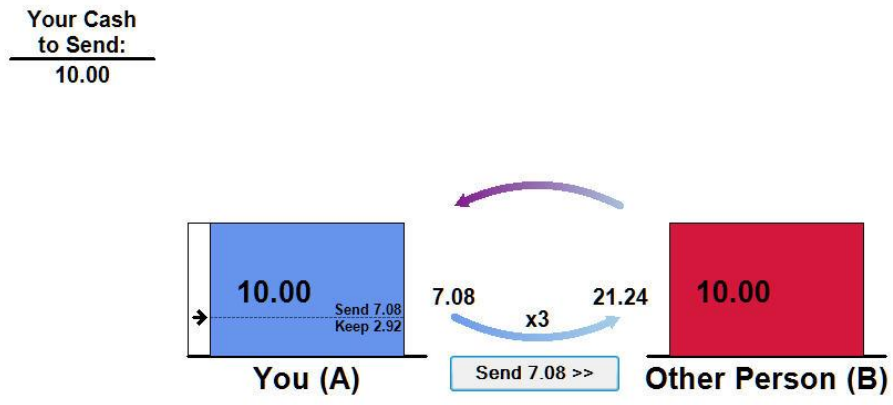 Your Cash
to Send:
10.00
10.00
Send 7.08
Keep 2.92
7.08
x3
21.24
10.00
Send 7.08 >>
You (A)
Other Person (B)